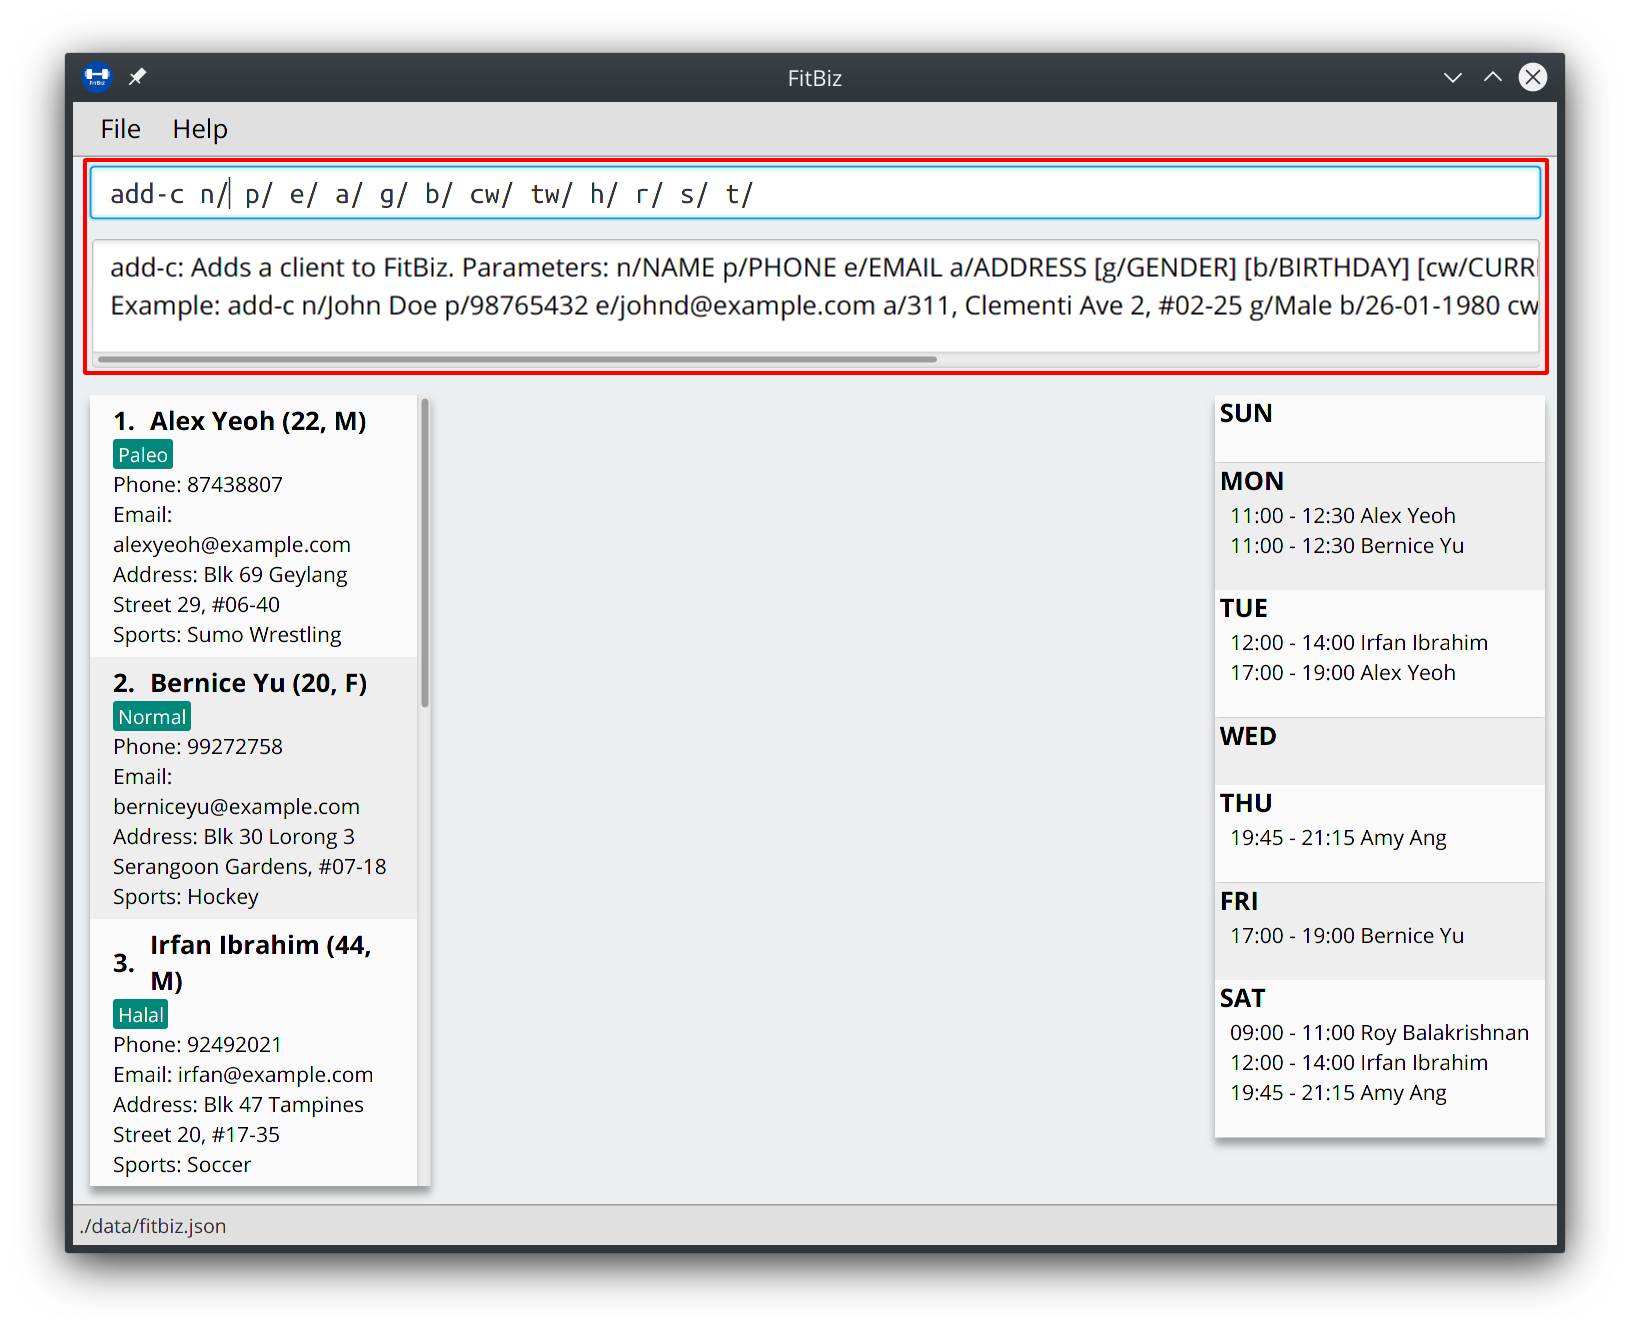 FitBiz
FitBiz
File Help
add-c n/ p/ e/ a/ g/ b/ cw/ tw/ h/ r/ s/ t/
add-c: Adds a client to FitBiz. Parameters: n/NAME p/PHONE e/EMAIL a/ADDRESS [g/GENDER] [b/BIRTHDAY] [cw/CURR
Example: add-c n/John Doe p/98765432 e/johnd@example.com a/311, Clementi Ave 2, #02-25 g/Male b/26-01-1980 cw
1. Alex Yeoh (22, M)
Paleo
Phone: 87438807
Email:
alexyeoh@example.com
Address: Blk 69 Geylang
Street 29, #06-40
Sports: Sumo Wrestling
2. Bernice Yu (20, F)
Normal
Phone: 99272758
Email:
berniceyu@example.com
Address: Blk 30 Lorong 3
Serangoon Gardens, #07-18
Sports: Hockey
3. Irfan Ibrahim (44,
M)
Halal
Phone: 92492021
Email: irfan@example.com
Address: Blk 47 Tampines
Street 20, #17-35
Sports: Soccer
SUN
MON
11:00 - 12:30 Alex Yeoh
11:00 - 12:30 Bernice Yu
TUE
12:00 - 14:00 Irfan Ibrahim
17:00 - 19:00 Alex Yeoh
WED
THU
19:45 - 21:15 Amy Ang
FRI
17:00 - 19:00 Bernice Yu
SAT
09:00 - 11:00 Roy Balakrishnan
12:00 - 14:00 Irfan Ibrahim
19:45 - 21:15 Amy Ang
./data/fitbiz.json